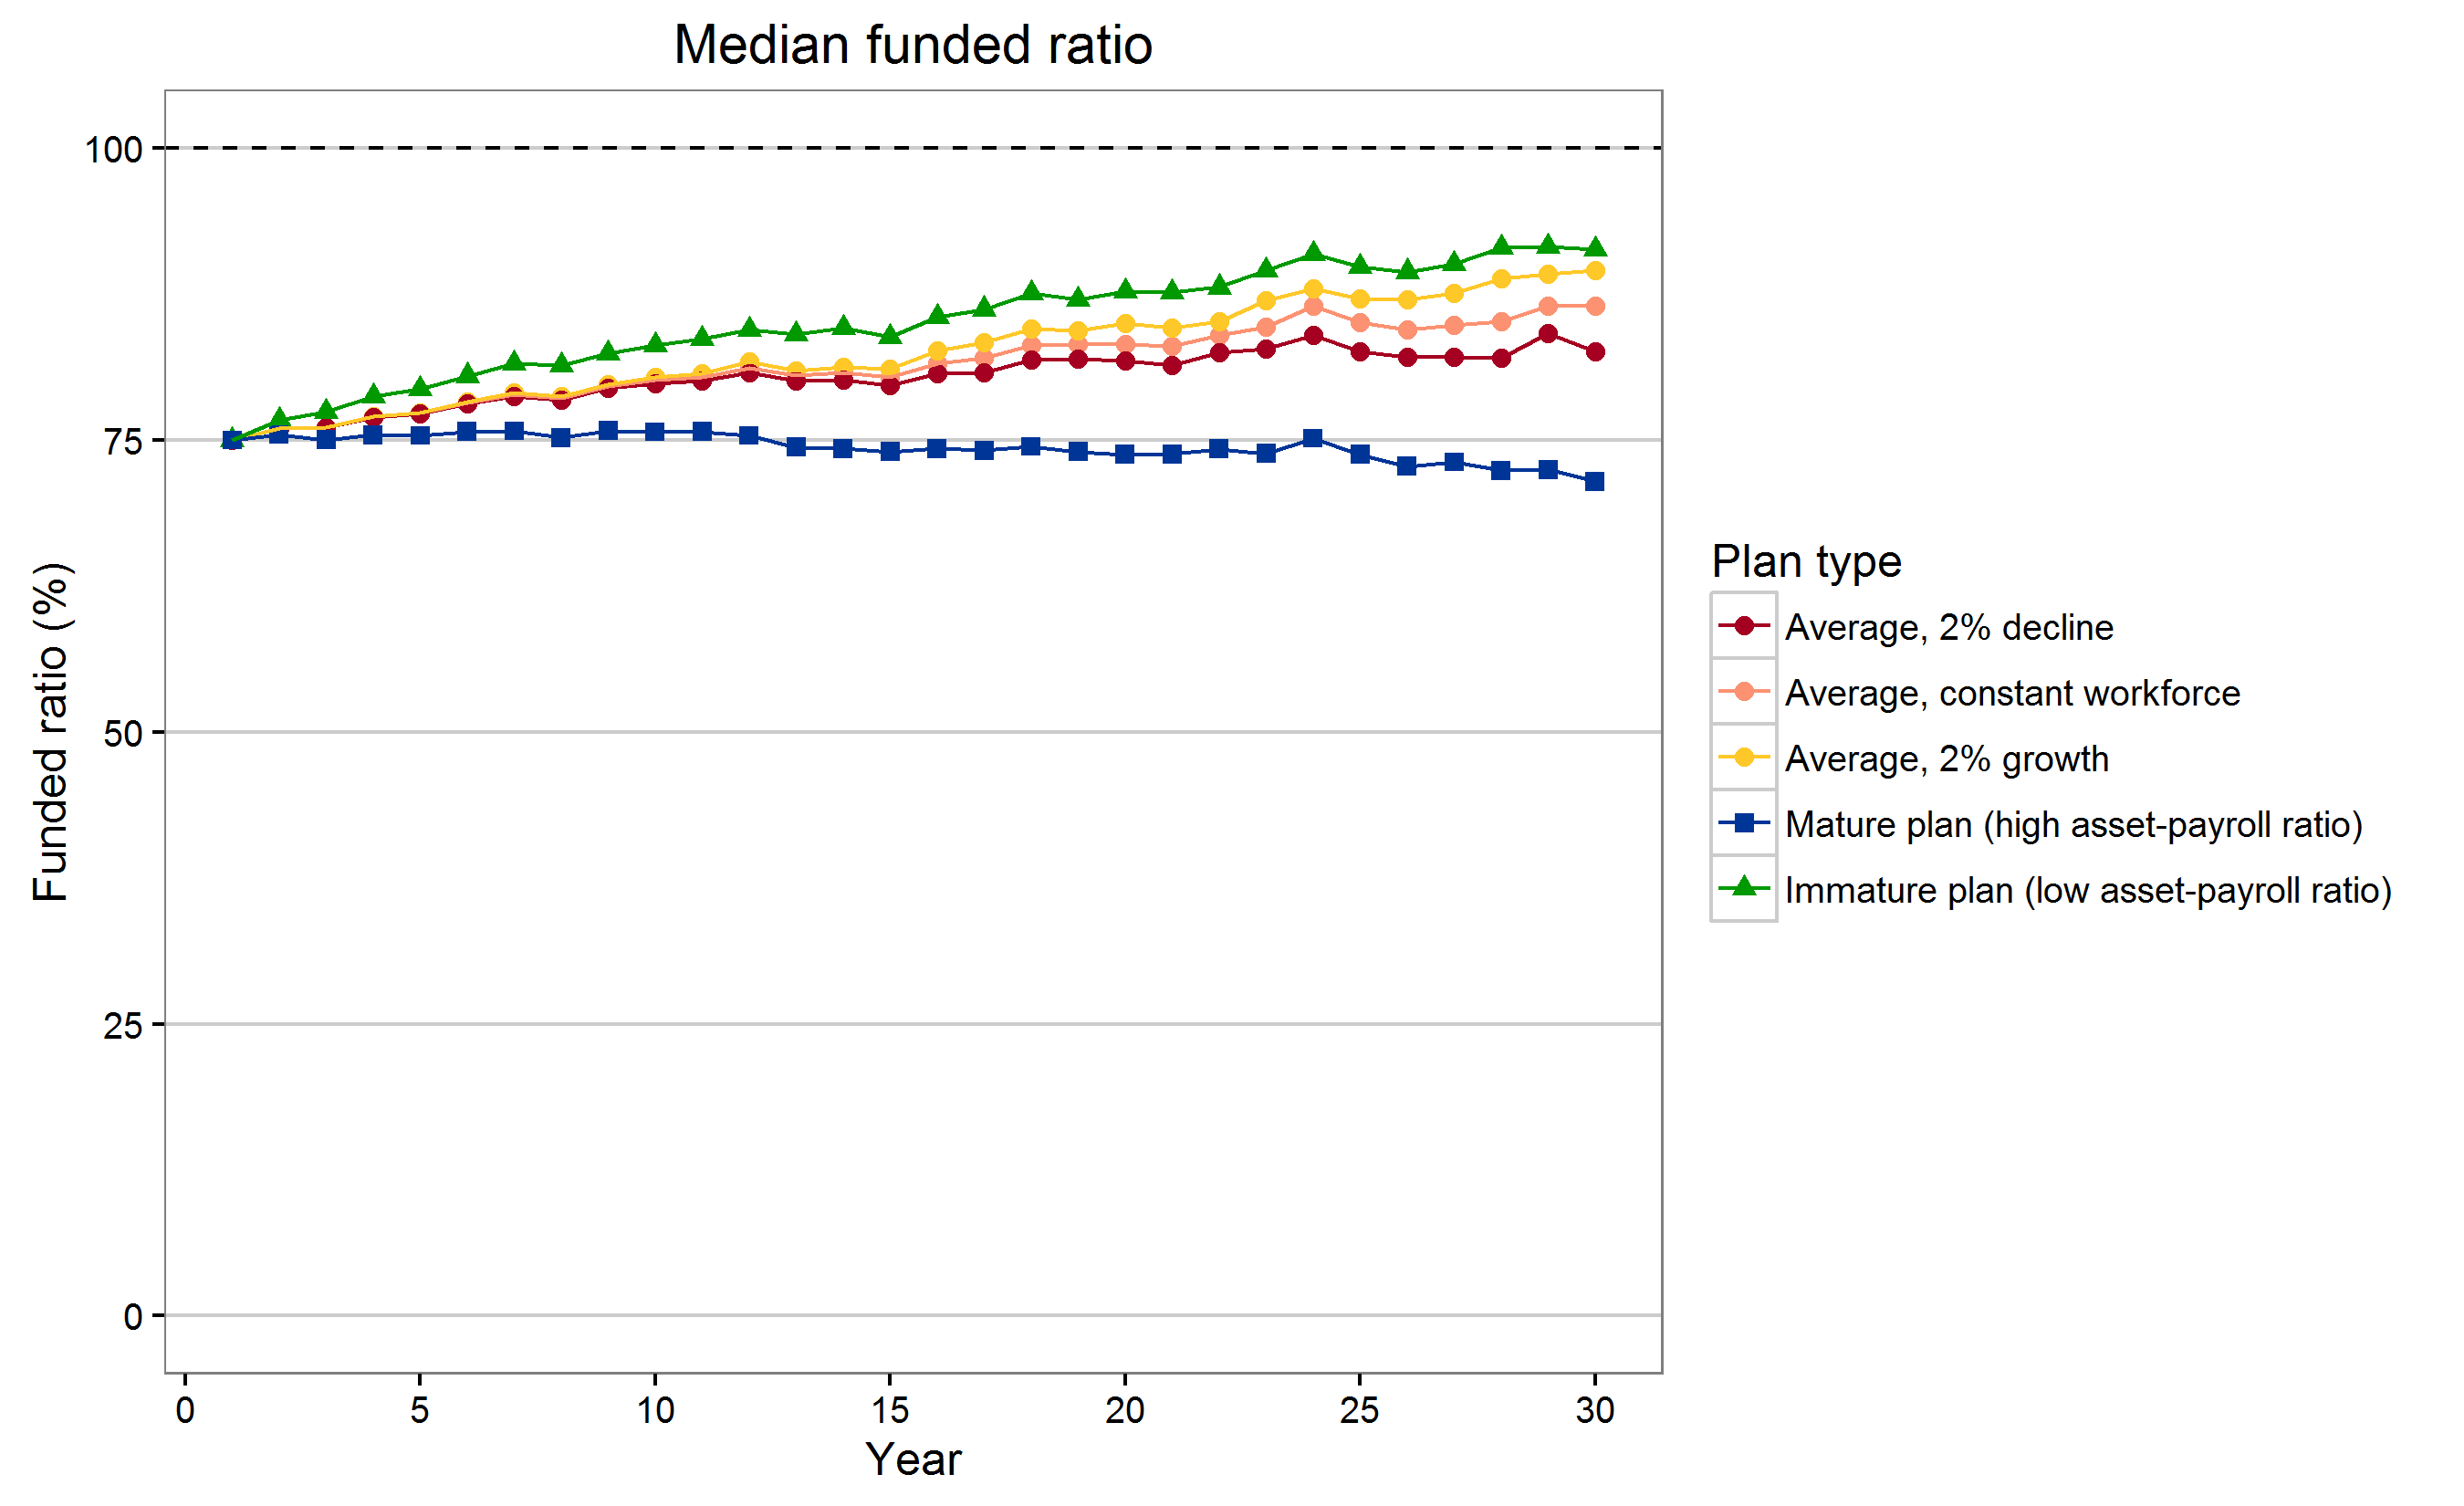 Median funded ratio
100
75
50
25
0
Funded ratio (%)
0 5 10 15 20 25 30
Year
Plan type
Average, 2% decline
Average, constant workforce
Average, 2% growth
Mature plan (high asset-payroll ratio)
Immature plan (low asset-payroll ratio)